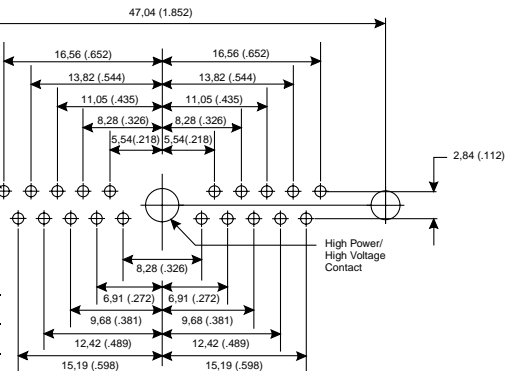 47,04 (1.852)
16,56 (.652) 16,56 (.652)
13,82 (.544) 13,82 (.544)
11,05 (.435) 11,05 (.435)
8,28 (.326) 8,28 (.326)
5,54(.218) 5,54(.218)
2,84 (.112)
High Power/
High Voltage
Contact
8,28 (.326)
6,91 (.272) 6,91 (.272)
9,68 (.381) 9,68 (.381)
12,42 (.489) 12,42 (.489)
15,19 (.598) 15,19 (.598)